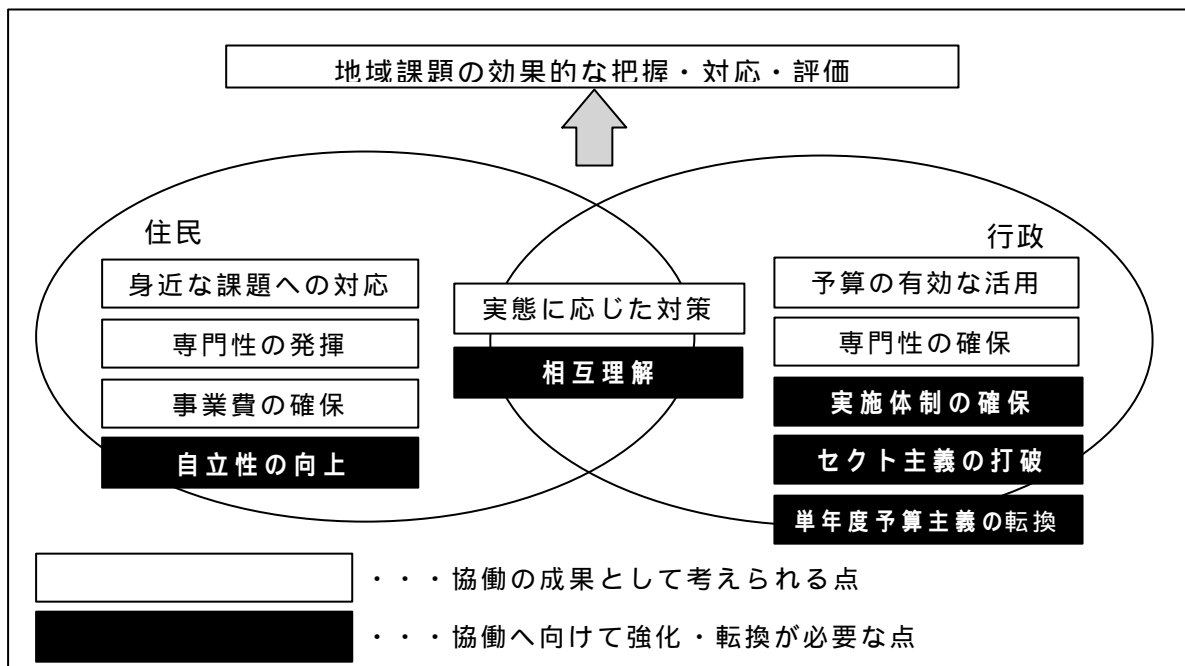 地域課題の効果的な把握・対応・評価
住民
身近な課題への対応
専門性の発揮
事業費の確保
自立性の向上
実態に応じた対策
相互理解
行政
予算の有効な活用
専門性の確保
実施体制の確保
セクト主義の打破
単年度予算主義の転換
・・・協働の成果として考えられる点
・・・協働へ向けて強化・転換が必要な点